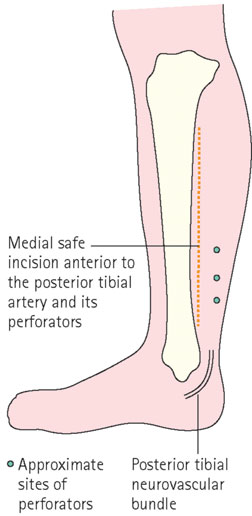 Medial safe
incision anterior to
the posterior tibial
artery and its
perforators
Approximate
sites of
perforators
Posterior tibial
neurovascular
bundle